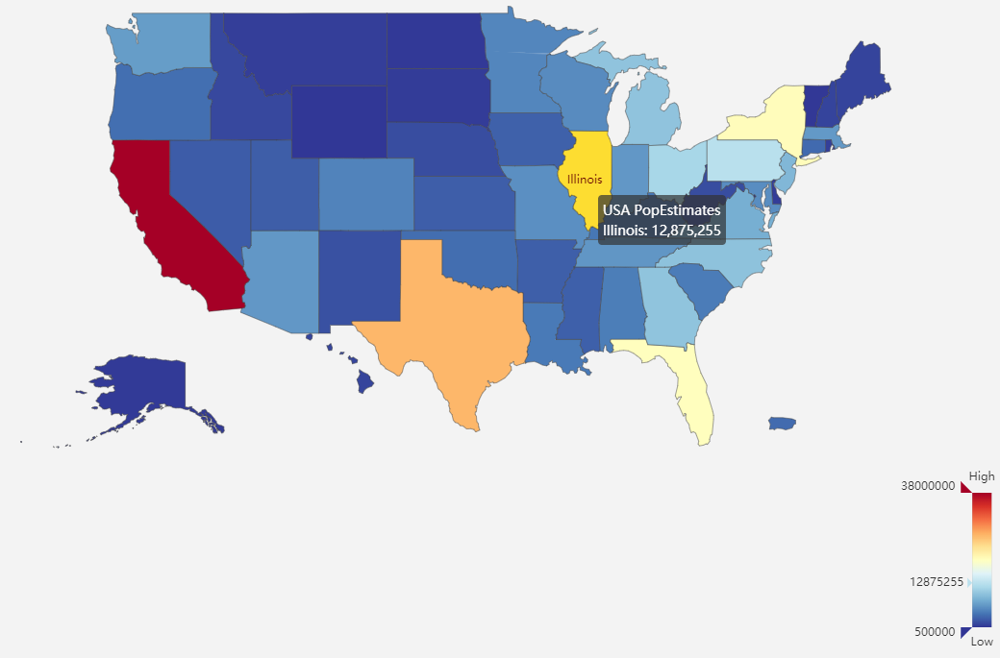 Illinois
USA PopEstimates
Illinois: 12,875,255
High
38000000
12875255
500000
Low